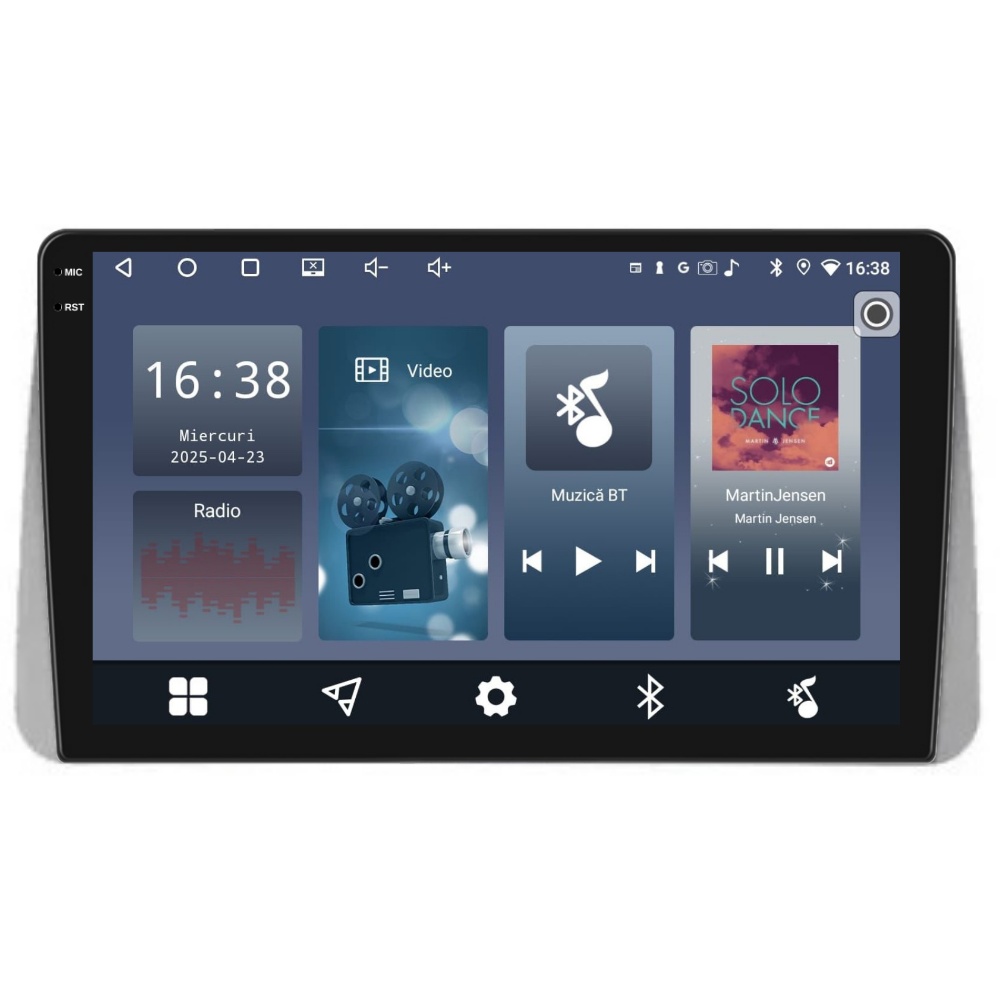 MIC
RST
G
16:38
16:38
Miercuri
2025-04-23
Radio
Video
Muzică BT
SOLO
DANCE
MARTIN JENSEN
MartinJensen
Martin Jensen